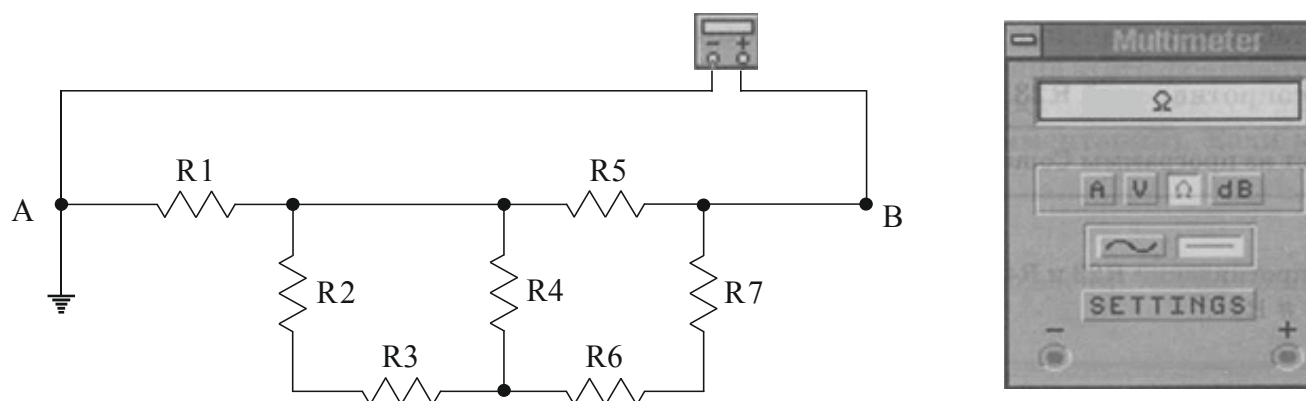 − +
R1
R5
A
B
R2
R4
R7
R3
R6
Multimeter
Ω
A V Ω dB
SETTINGS
− +